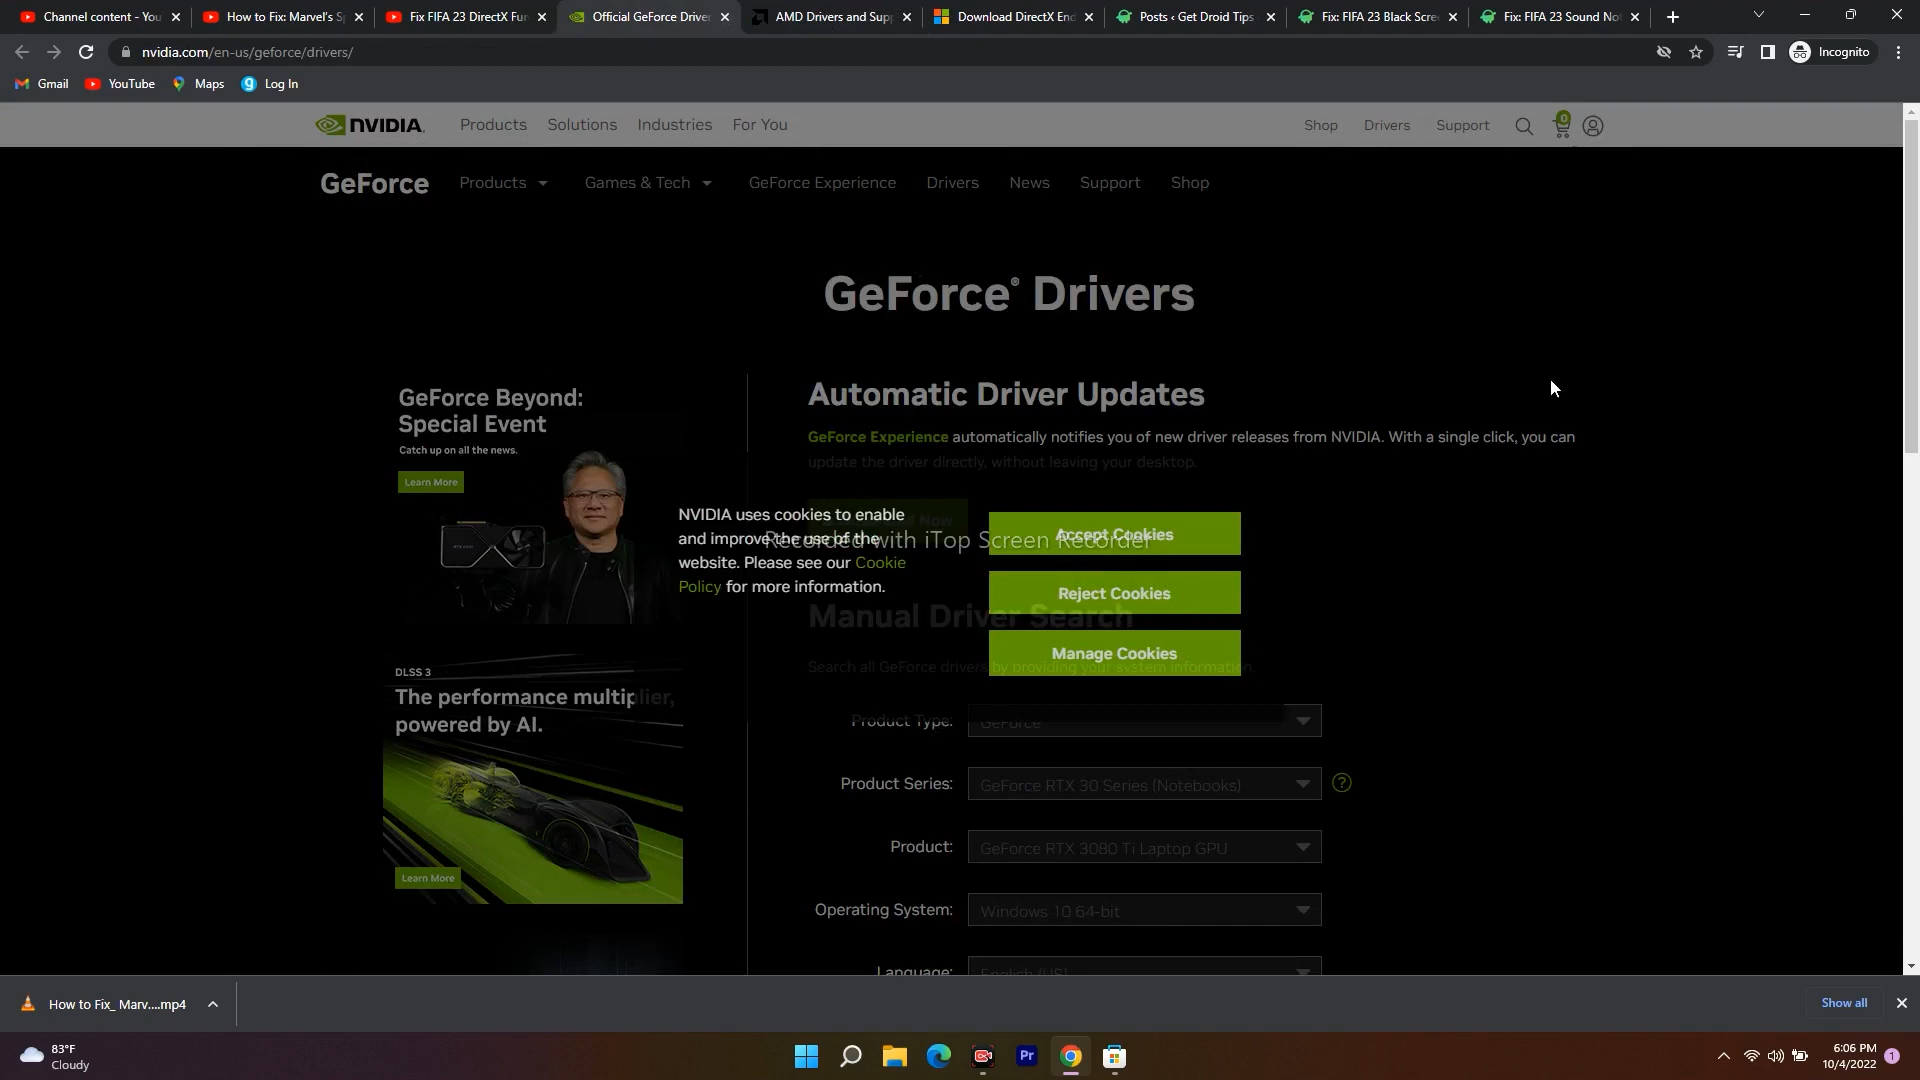 Channel content - You
How to Fix: Marvel's S
Fix FIFA 23 DirectX Fun
Official GeForce Driver
AMD Drivers and Supp
Download DirectX End
Posts ‹ Get Droid Tips
Fix: FIFA 23 Black Scre
Fix: FIFA 23 Sound No
nvidia.com/en-us/geforce/drivers/
Incognito
Gmail
YouTube
Maps
Log In
NVIDIA.
Products
Solutions
Industries
For You
Shop
Drivers
Support
0
GeForce
Products
Games & Tech
GeForce Experience
Drivers
News
Support
Shop
GeForce® Drivers
GeForce Beyond:
Special Event
Catch up on all the news.
Learn More
Automatic Driver Updates
GeForce Experience automatically notifies you of new driver releases from NVIDIA. With a single click, you can
update the driver directly, without leaving your desktop.
NVIDIA uses cookies to enable
and improve the use of the
website. Please see our Cookie
Policy for more information.
Accept Cookies
Recorded with iTop Screen Recorder
Reject Cookies
Manage Cookies
Manual Driver Search
Search all GeForce drivers by providing your system information.
DLSS 3
The performance multiplier,
powered by AI.
Learn More
Product Type:
GeForce
Product Series:
GeForce RTX 30 Series (Notebooks)
?
Product:
GeForce RTX 3080 Ti Laptop GPU
Operating System:
Windows 10 64-bit
Language:
English (US)
How to Fix_ Marv....mp4
Show all
83°F
Cloudy
Pr
6:06 PM
10/4/2022
1